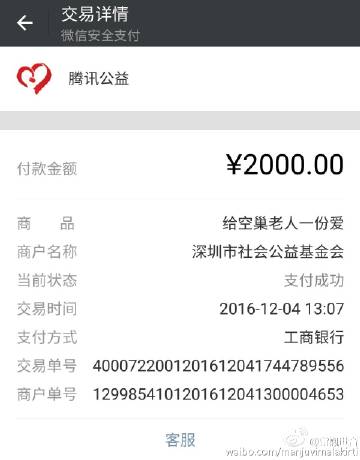 交易详情
微信安全支付
腾讯公益
付款金额 ¥2000.00
商 品 给空巢老人一份爱
商户名称 深圳市社会公益基金会
当前状态 支付成功
交易时间 2016-12-04 13:07
支付方式 工商银行
交易单号 4000722001201612041744789556
商户单号 1299854101201612041300004653
客服
weibo.com/manjuvimalakirti